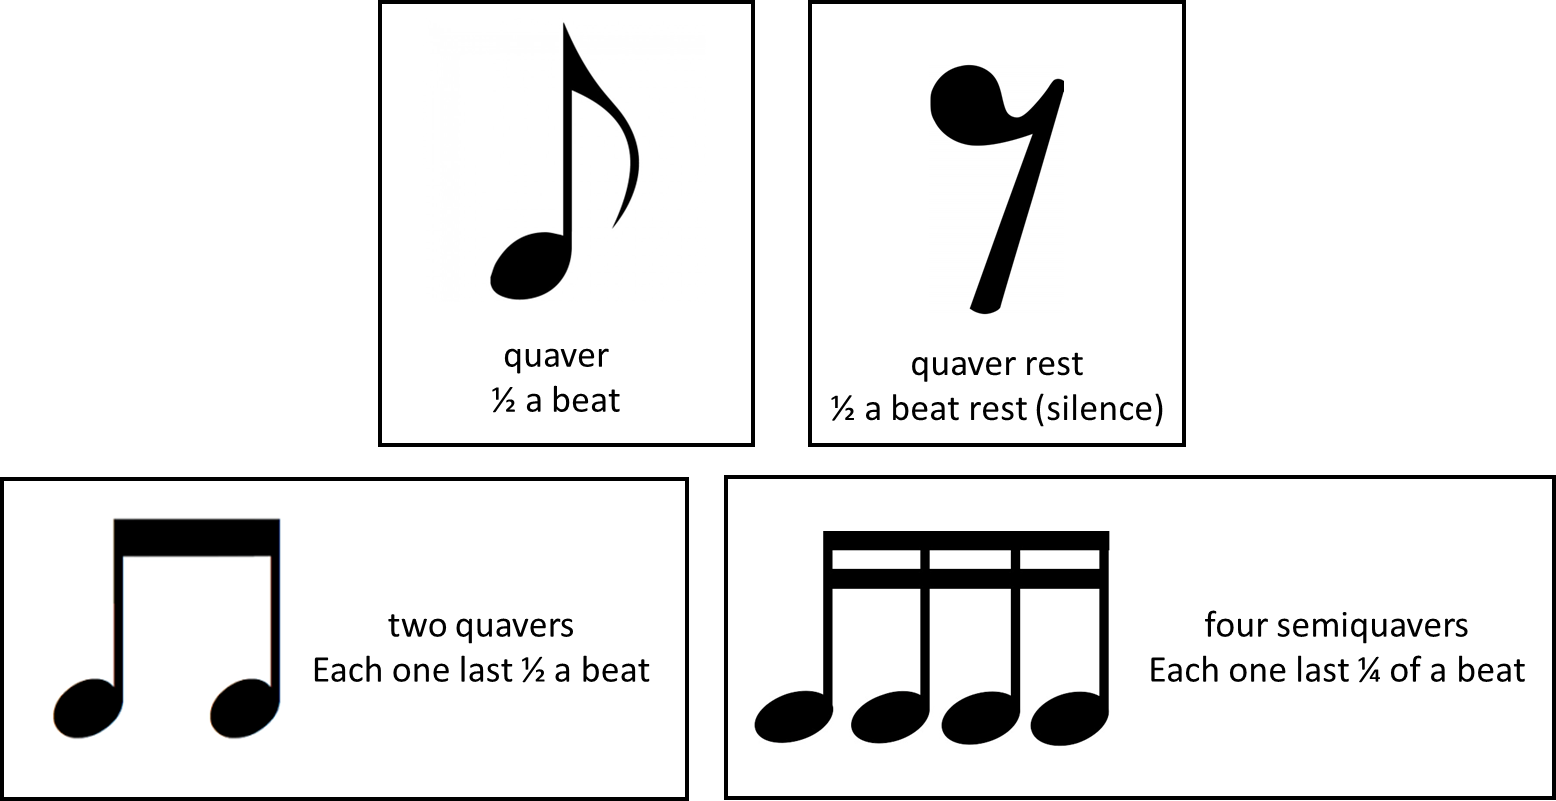 quaver
½ a beat
quaver rest
½ a beat rest (silence)
two quavers
Each one last ½ a beat
four semiquavers
Each one last ¼ of a beat